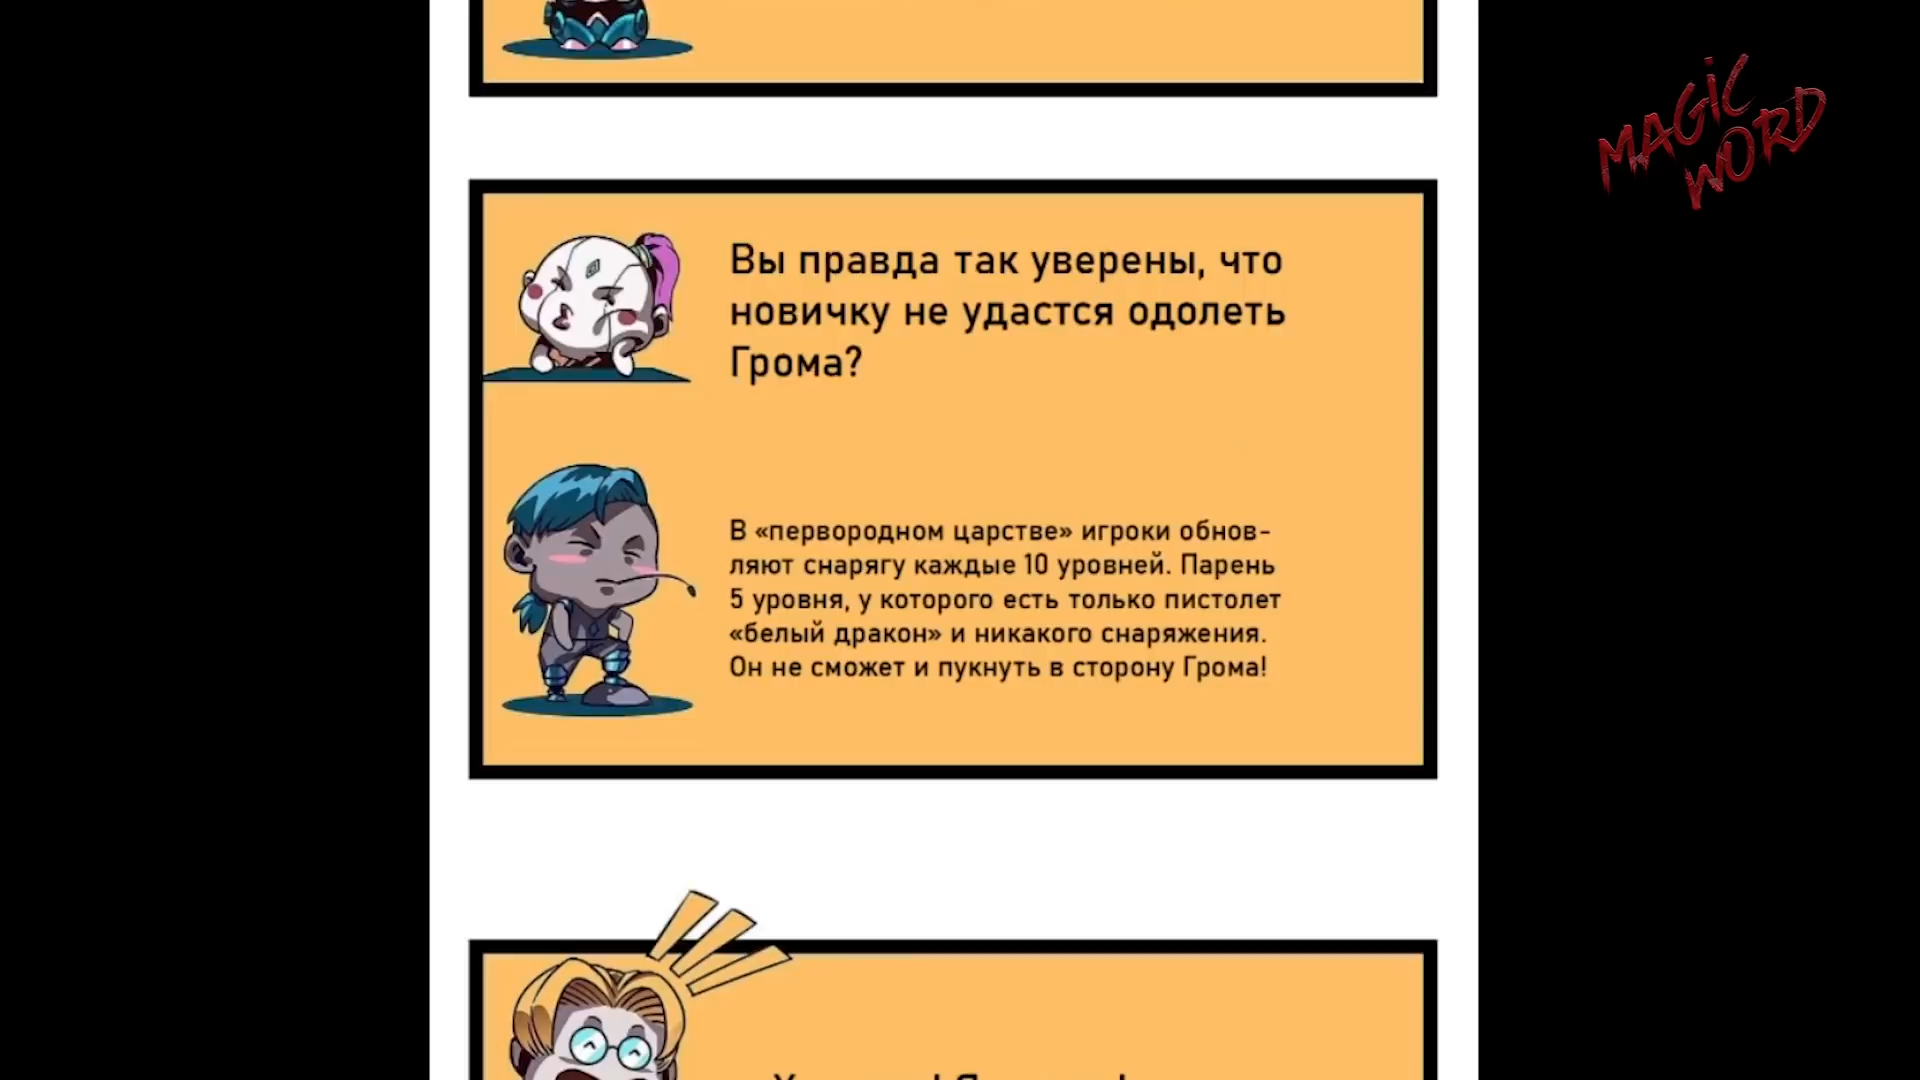 MAGIC
WORD
Вы правда так уверены, что
новичку не удастся одолеть
Грома?
В «первородном царстве» игроки обнов-
ляют снарягу каждые 10 уровней. Парень
5 уровня, у которого есть только пистолет
«белый дракон» и никакого снаряжения.
Он не сможет и пукнуть в сторону Грома!